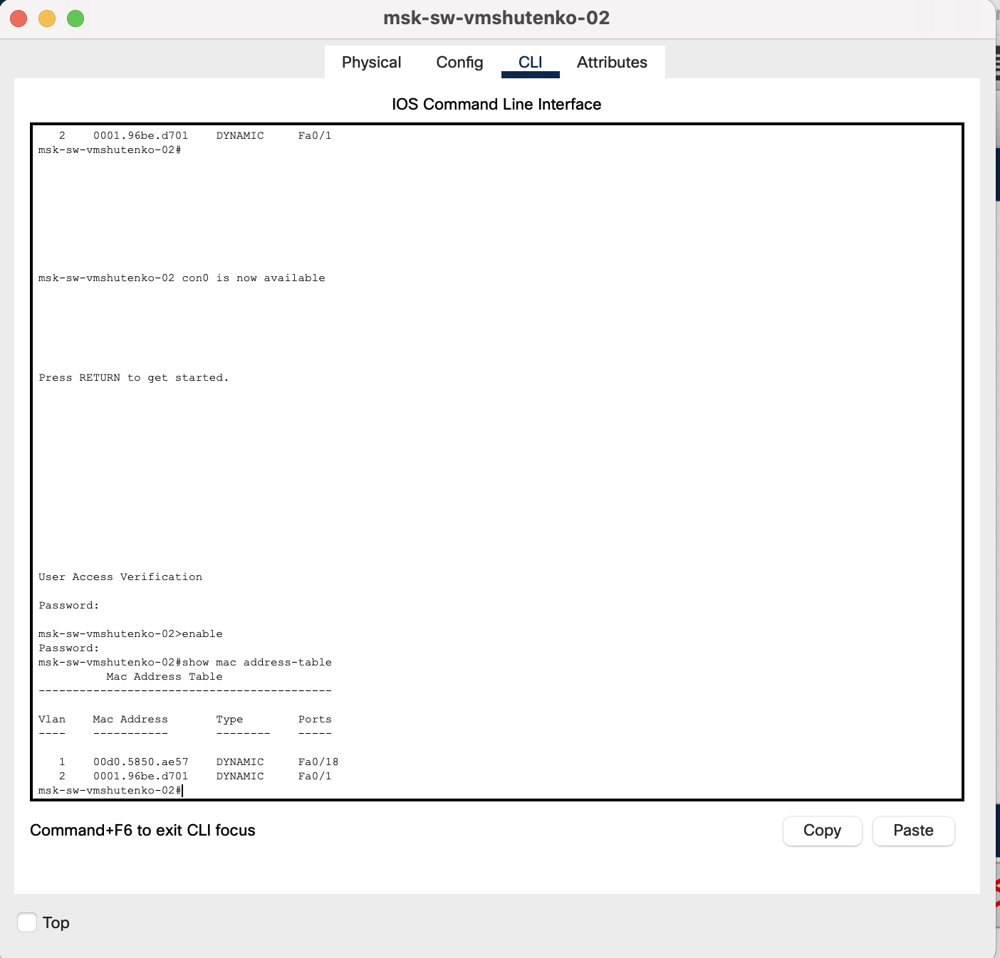 msk-sw-vmshutenko-02
Physical Config CLI Attributes
IOS Command Line Interface
2 0001.96be.d701 DYNAMIC Fa0/1
msk-sw-vmshutenko-02#
msk-sw-vmshutenko-02 con0 is now available
Press RETURN to get started.
User Access Verification
Password:
msk-sw-vmshutenko-02>enable
Password:
msk-sw-vmshutenko-02#show mac address-table
Mac Address Table
-------------------------------------------
Vlan Mac Address Type Ports
---- ----------- -------- -----
1 00d0.5850.ae57 DYNAMIC Fa0/18
2 0001.96be.d701 DYNAMIC Fa0/1
msk-sw-vmshutenko-02#
Command+F6 to exit CLI focus
Copy Paste
Top